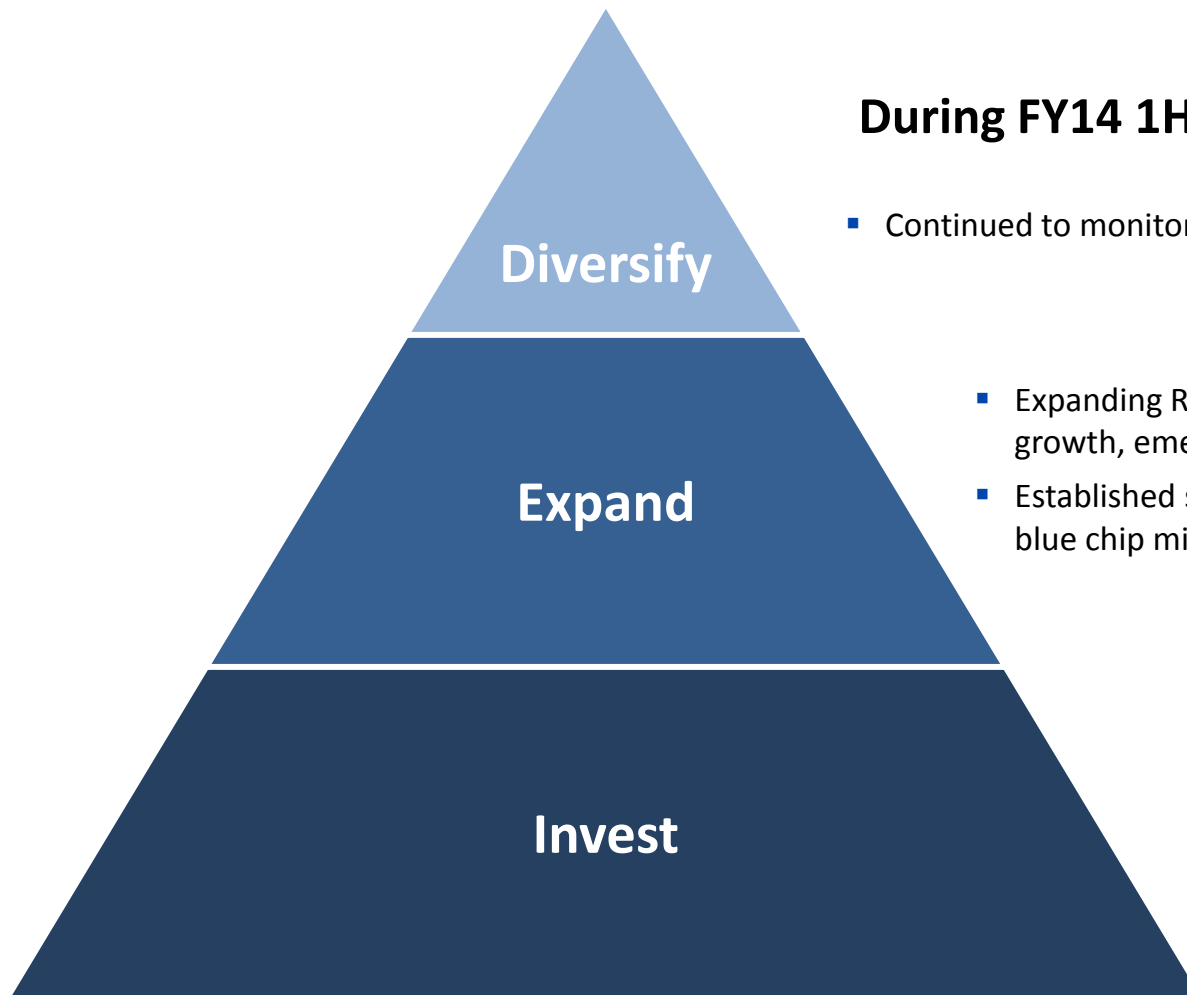 During FY14 1H
Continued to monitor
Diversify
Expanding
growth,
Established
blue chip
Expand
Invest